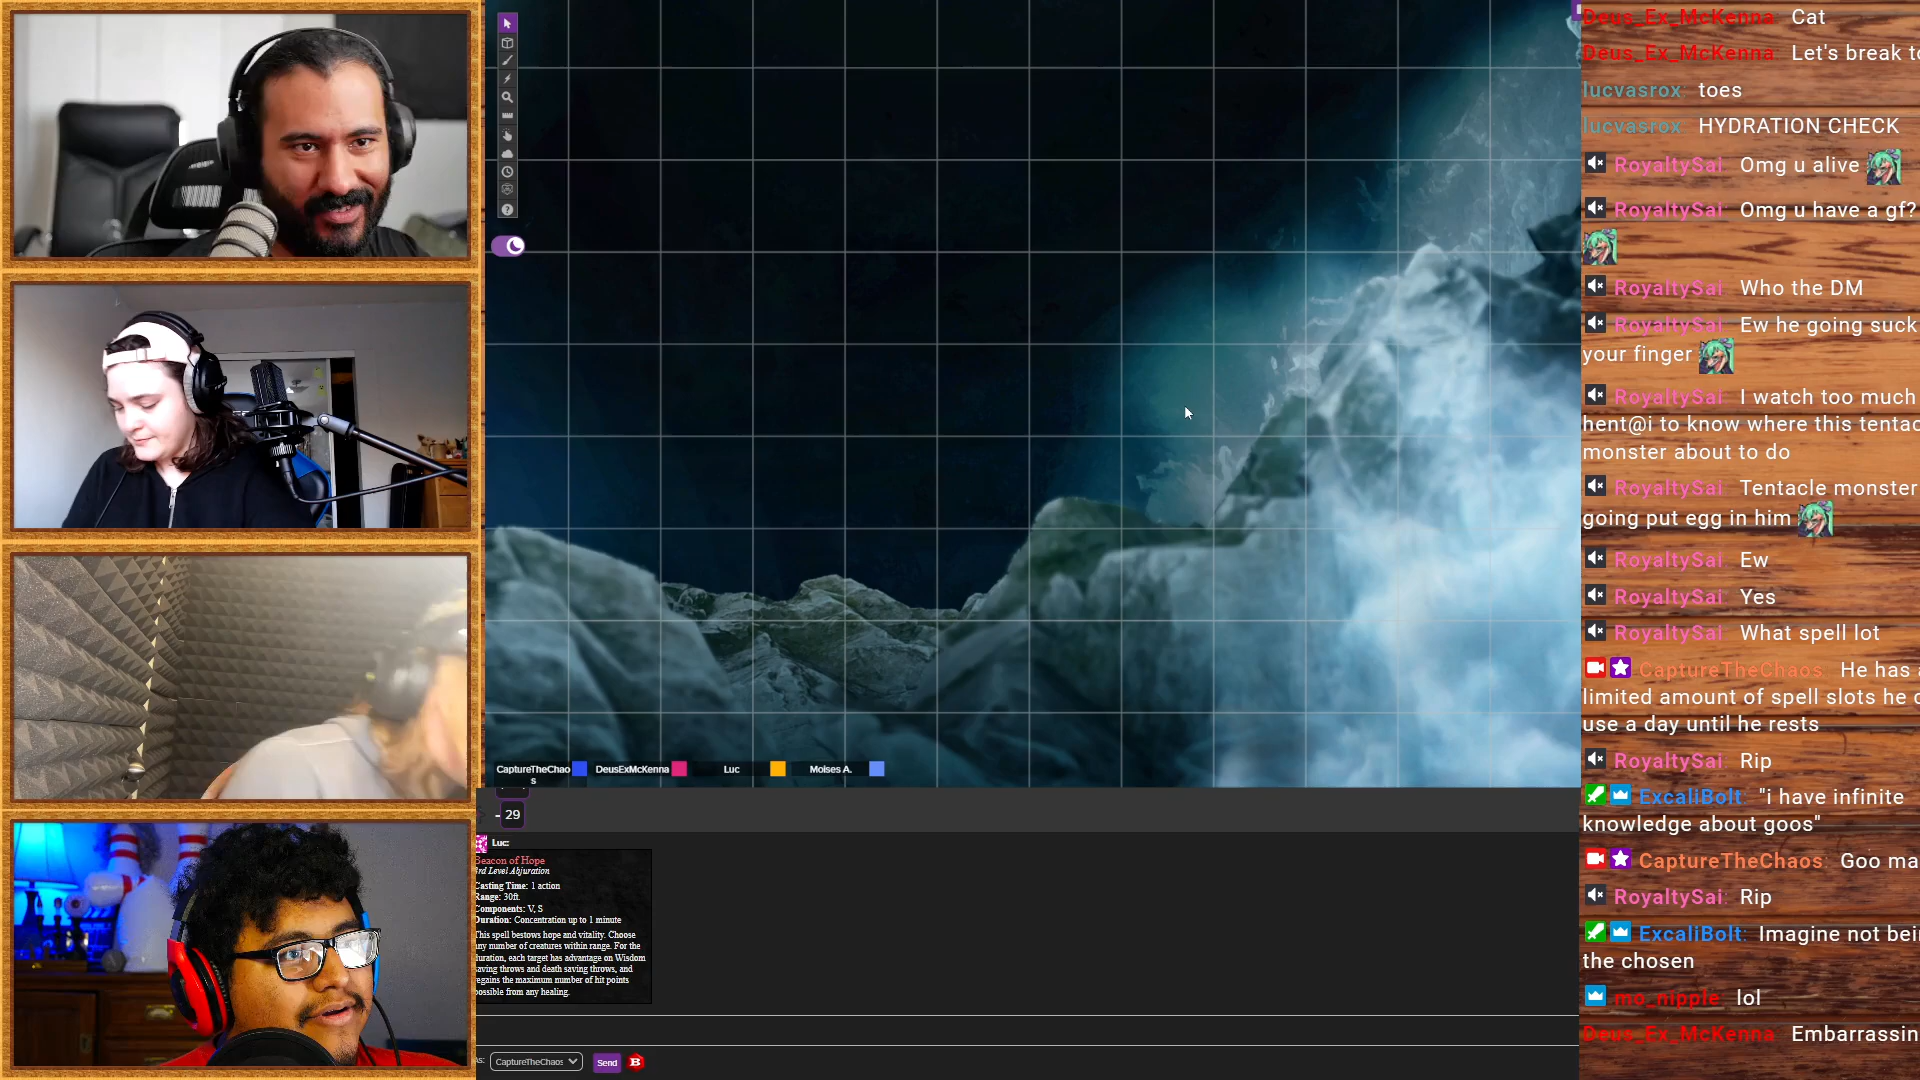 CaptureTheChao
s
DeusExMcKenna
Luc
Moises A.
-29
Luc:
Beacon of Hope
3rd Level Abjuration
Casting Time: 1 action
Range: 30ft.
Components: V, S
Duration: Concentration up to 1 minute
This spell bestows hope and vitality. Choose
any number of creatures within range. For the
duration, each target has advantage on Wisdom
saving throws and death saving throws, and
regains the maximum number of hit points
possible from any healing.
As:
CaptureTheChaos
Send
B
Deus_Ex_McKenna Cat
Deus_Ex_McKenna Let's break to
lucvasrox toes
lucvasrox HYDRATION CHECK
RoyaltySai Omg u alive
RoyaltySai Omg u have a gf?
RoyaltySai Who the DM
RoyaltySai Ew he going suck
your finger
RoyaltySai I watch too much
hent@i to know where this tentac
monster about to do
RoyaltySai Tentacle monster
going put egg in him
RoyaltySai Ew
RoyaltySai Yes
RoyaltySai What spell lot
CaptureTheChaos He has a
limited amount of spell slots he c
use a day until he rests
RoyaltySai: Rip
ExcaliBolt: "i have infinite
knowledge about goos"
CaptureTheChaos: Goo ma
RoyaltySai: Rip
ExcaliBolt: Imagine not bein
the chosen
mo_nipple lol
Deus_Ex_McKenna Embarrassin